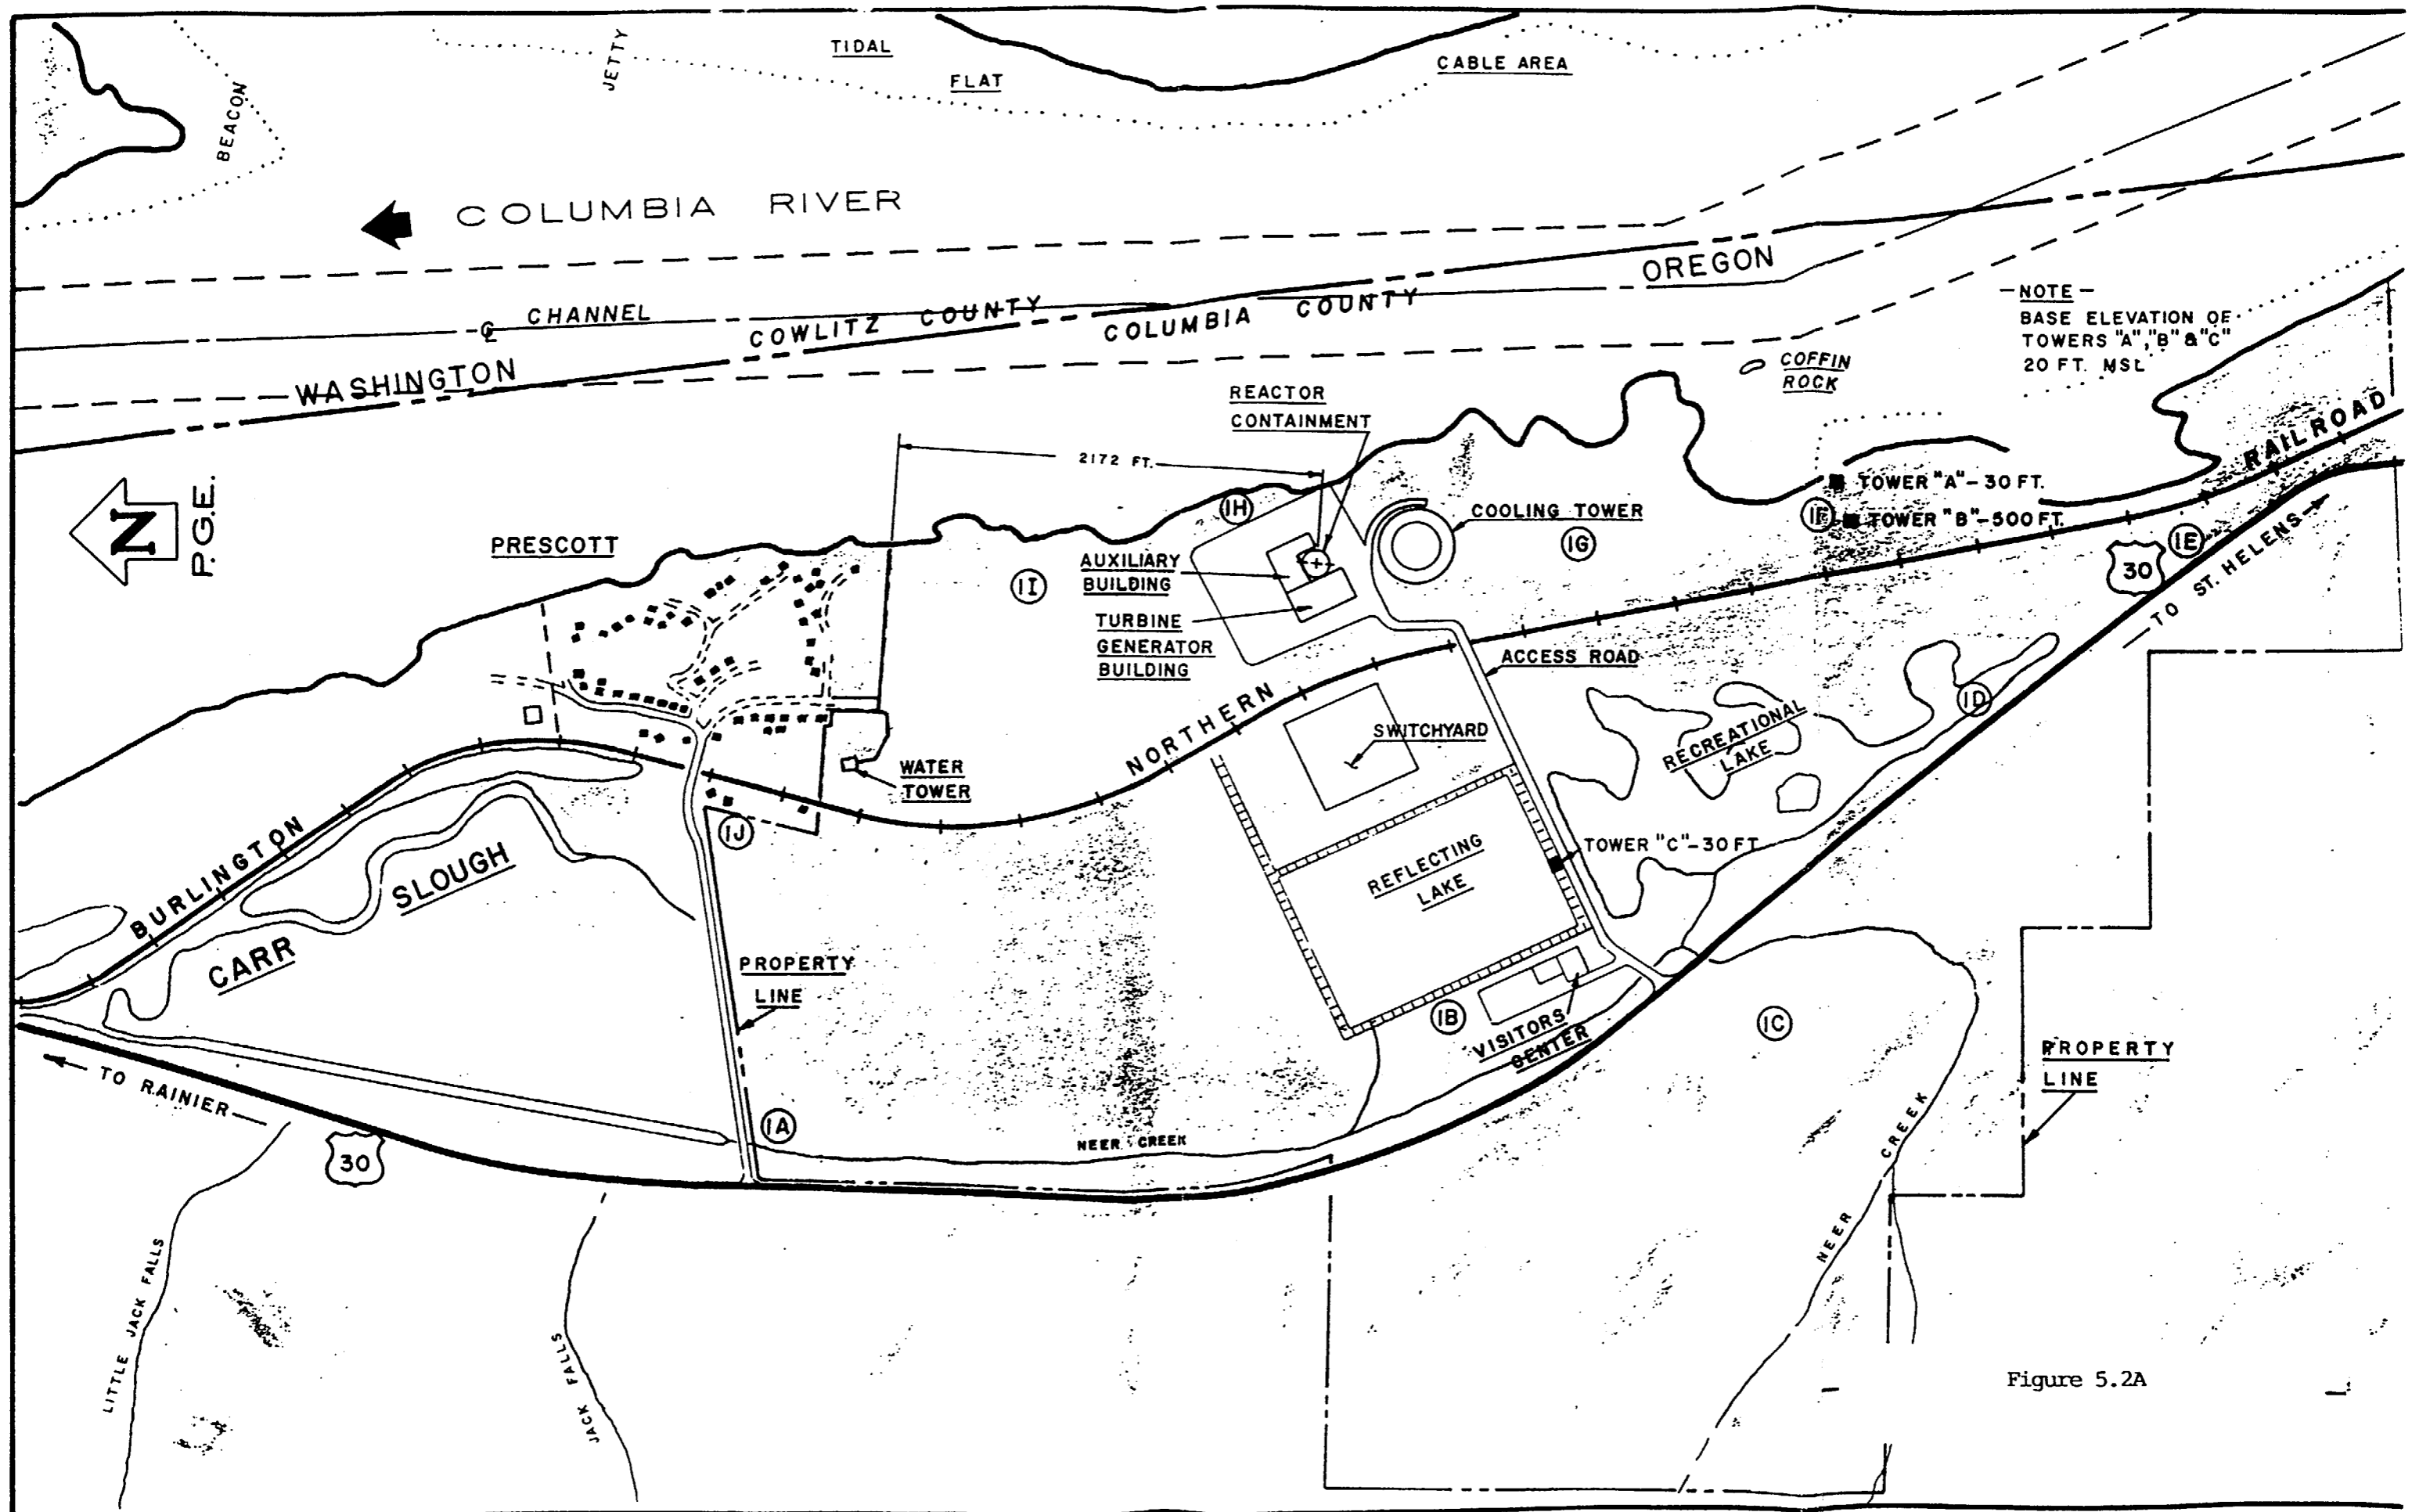 TIDAL
FLAT
CABLE AREA
JETTY
BEACON
COLUMBIA RIVER
OREGON
CHANNEL
COWLITZ COUNTY
COLUMBIA COUNTY
WASHINGTON
— NOTE —
BASE ELEVATION OF
TOWERS "A", "B" & "C"
20 FT. MSL
COFFIN
ROCK
REACTOR
CONTAINMENT
2172 FT.
N
P.G.E.
RAILROAD
TOWER "A"- 30 FT.
TOWER "B"-500 FT.
1H
1F
COOLING TOWER
1G
1E
PRESCOTT
AUXILIARY
BUILDING
1I
30
TO ST. HELENS
TURBINE
GENERATOR
BUILDING
ACCESS ROAD
1D
NORTHERN
SWITCHYARD
RECREATIONAL
LAKE
WATER
TOWER
1J
BURLINGTON
TOWER "C"-30 FT
REFLECTING
LAKE
SLOUGH
CARR
PROPERTY
LINE
1B
VISITORS
CENTER
1C
PROPERTY
LINE
TO RAINIER
30
1A
NEER CREEK
NEER CREEK
LITTLE JACK FALLS
JACK FALLS
Figure 5.2A